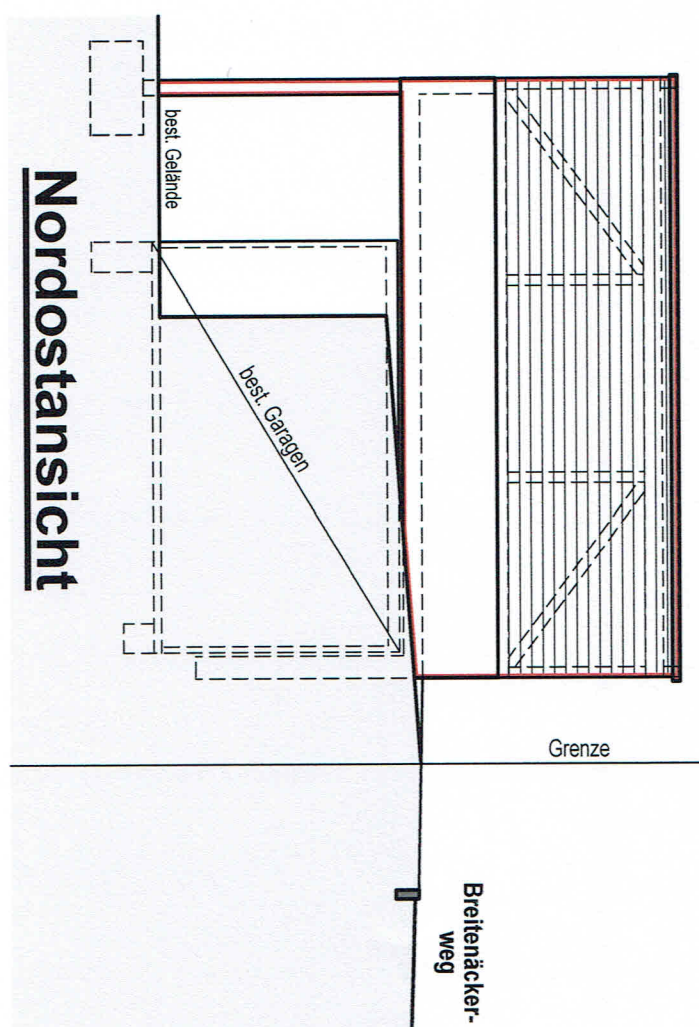 best. Gelände
best. Garagen
Grenze
Breitenäcker-
weg
Nordostansicht